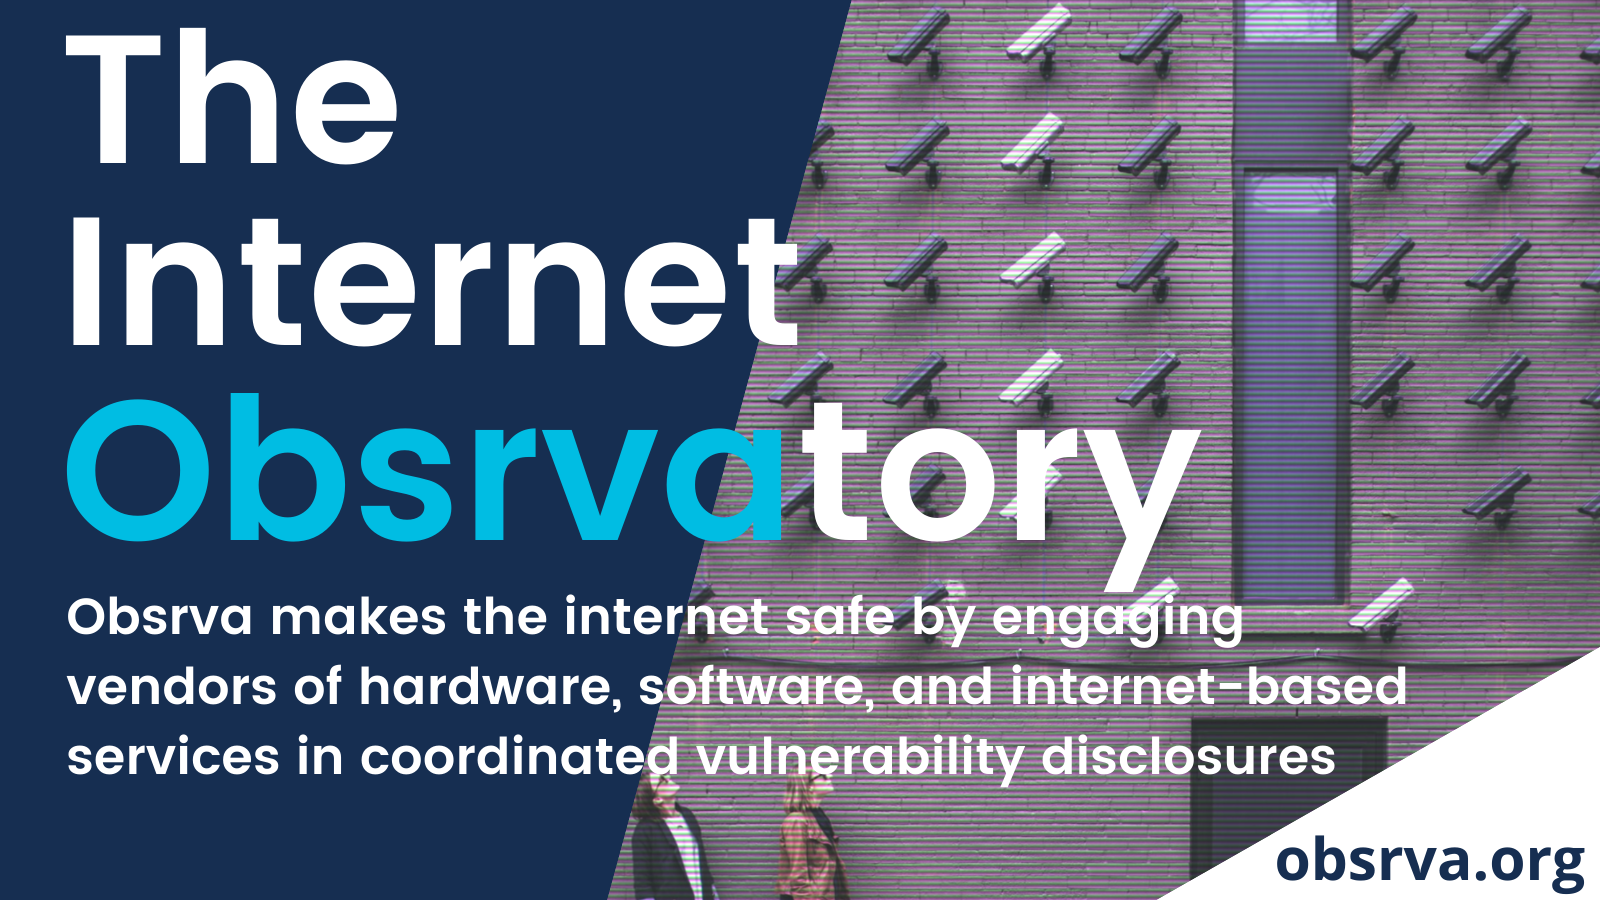 The
Internet
Obsrvatory
Obsrva makes the internet safe by engaging
vendors of hardware, software, and internet-based
services in coordinated vulnerability disclosures
obsrva.org